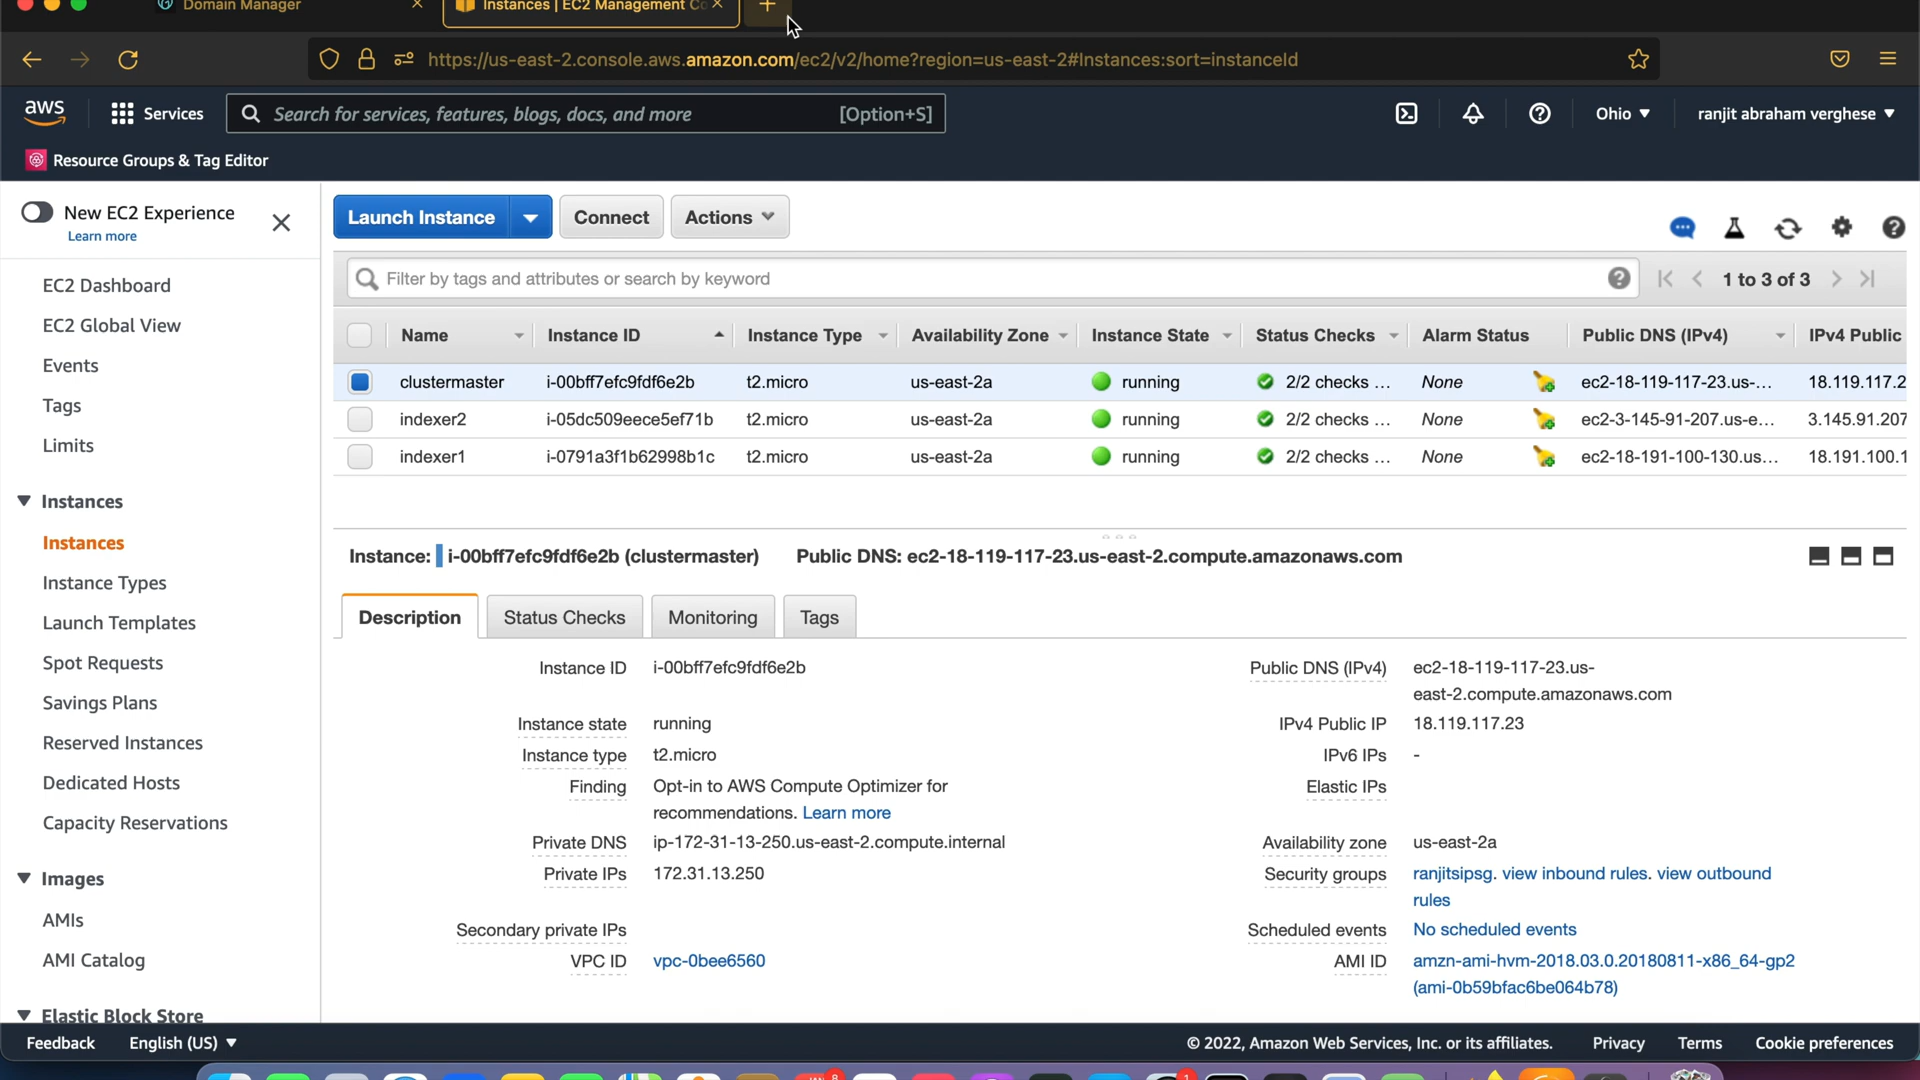 Domain Manager
Instances | EC2 Management Co
https://us-east-2.console.aws.amazon.com/ec2/v2/home?region=us-east-2#Instances:sort=instanceId
aws
Services
Search for services, features, blogs, docs, and more
[Option+S]
Ohio
ranjit abraham verghese
Resource Groups & Tag Editor
New EC2 Experience
Learn more
EC2 Dashboard
EC2 Global View
Events
Tags
Limits
Instances
Instances
Instance Types
Launch Templates
Spot Requests
Savings Plans
Reserved Instances
Dedicated Hosts
Capacity Reservations
Images
AMIs
AMI Catalog
Elastic Block Store
Launch Instance
Connect
Actions
Filter by tags and attributes or search by keyword
1 to 3 of 3
Name Instance ID Instance Type Availability Zone Instance State Status Checks Alarm Status Public DNS (IPv4) IPv4 Public
clustermaster i-00bff7efc9fdf6e2b t2.micro us-east-2a running 2/2 checks ... None ec2-18-119-117-23.us-... 18.119.117.2
indexer2 i-05dc509eece5ef71b t2.micro us-east-2a running 2/2 checks ... None ec2-3-145-91-207.us-e... 3.145.91.207
indexer1 i-0791a3f1b62998b1c t2.micro us-east-2a running 2/2 checks ... None ec2-18-191-100-130.us... 18.191.100.1
Instance: i-00bff7efc9fdf6e2b (clustermaster) Public DNS: ec2-18-119-117-23.us-east-2.compute.amazonaws.com
Description
Status Checks
Monitoring
Tags
Instance ID i-00bff7efc9fdf6e2b
Instance state running
Instance type t2.micro
Finding Opt-in to AWS Compute Optimizer for
recommendations. Learn more
Private DNS ip-172-31-13-250.us-east-2.compute.internal
Private IPs 172.31.13.250
Secondary private IPs
VPC ID vpc-0bee6560
Public DNS (IPv4) ec2-18-119-117-23.us-
east-2.compute.amazonaws.com
IPv4 Public IP 18.119.117.23
IPv6 IPs -
Elastic IPs
Availability zone us-east-2a
Security groups ranjitsipsg. view inbound rules. view outbound
rules
Scheduled events No scheduled events
AMI ID amzn-ami-hvm-2018.03.0.20180811-x86_64-gp2
(ami-0b59bfac6be064b78)
Feedback
English (US)
© 2022, Amazon Web Services, Inc. or its affiliates.
Privacy
Terms
Cookie preferences
8
1